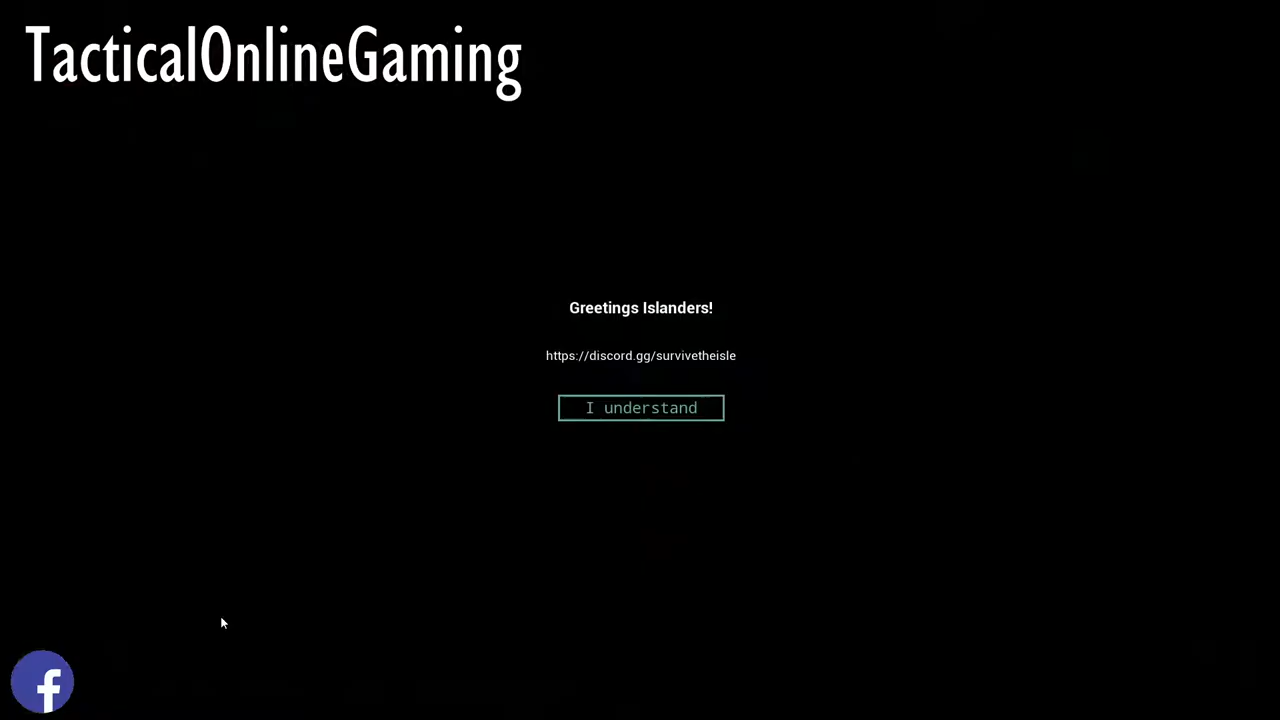 TacticalOnlineGaming
Greetings Islanders!
https://discord.gg/survivetheisle
I understand